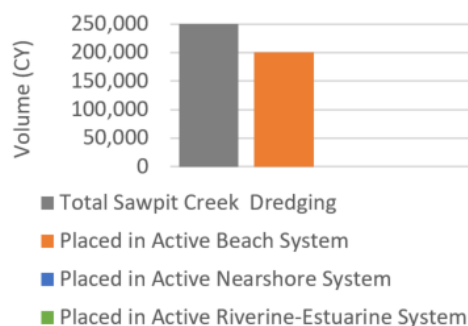 Volume (CY)
250,000
200,000
150,000
100,000
50,000
0
Total Sawpit Creek Dredging
Placed in Active Beach System
Placed in Active Nearshore System
Placed in Active Riverine-Estuarine System